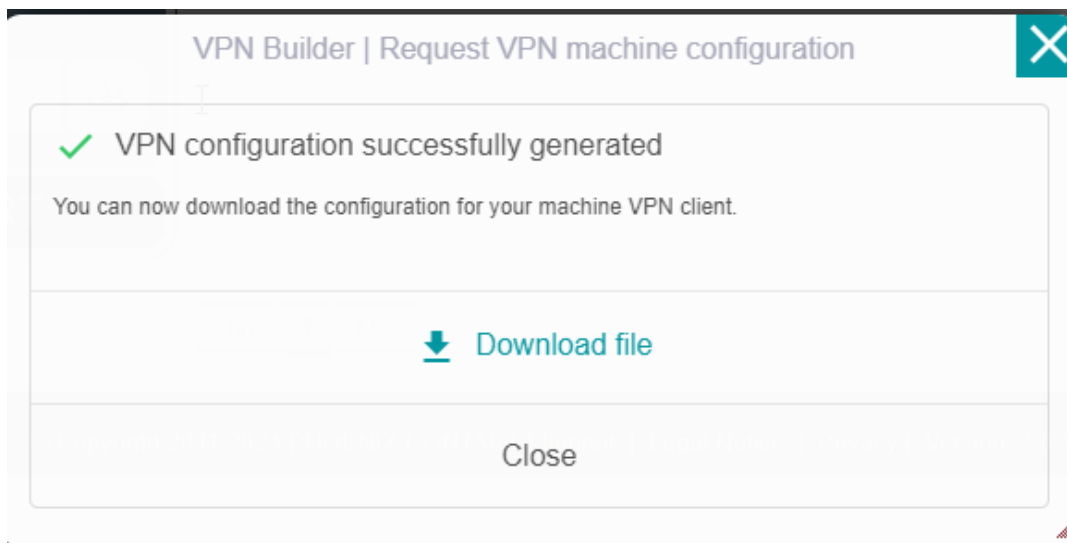 VPN Builder | Request VPN machine configuration
VPN configuration successfully generated
You can now download the configuration for your machine VPN client.
Download file
Close